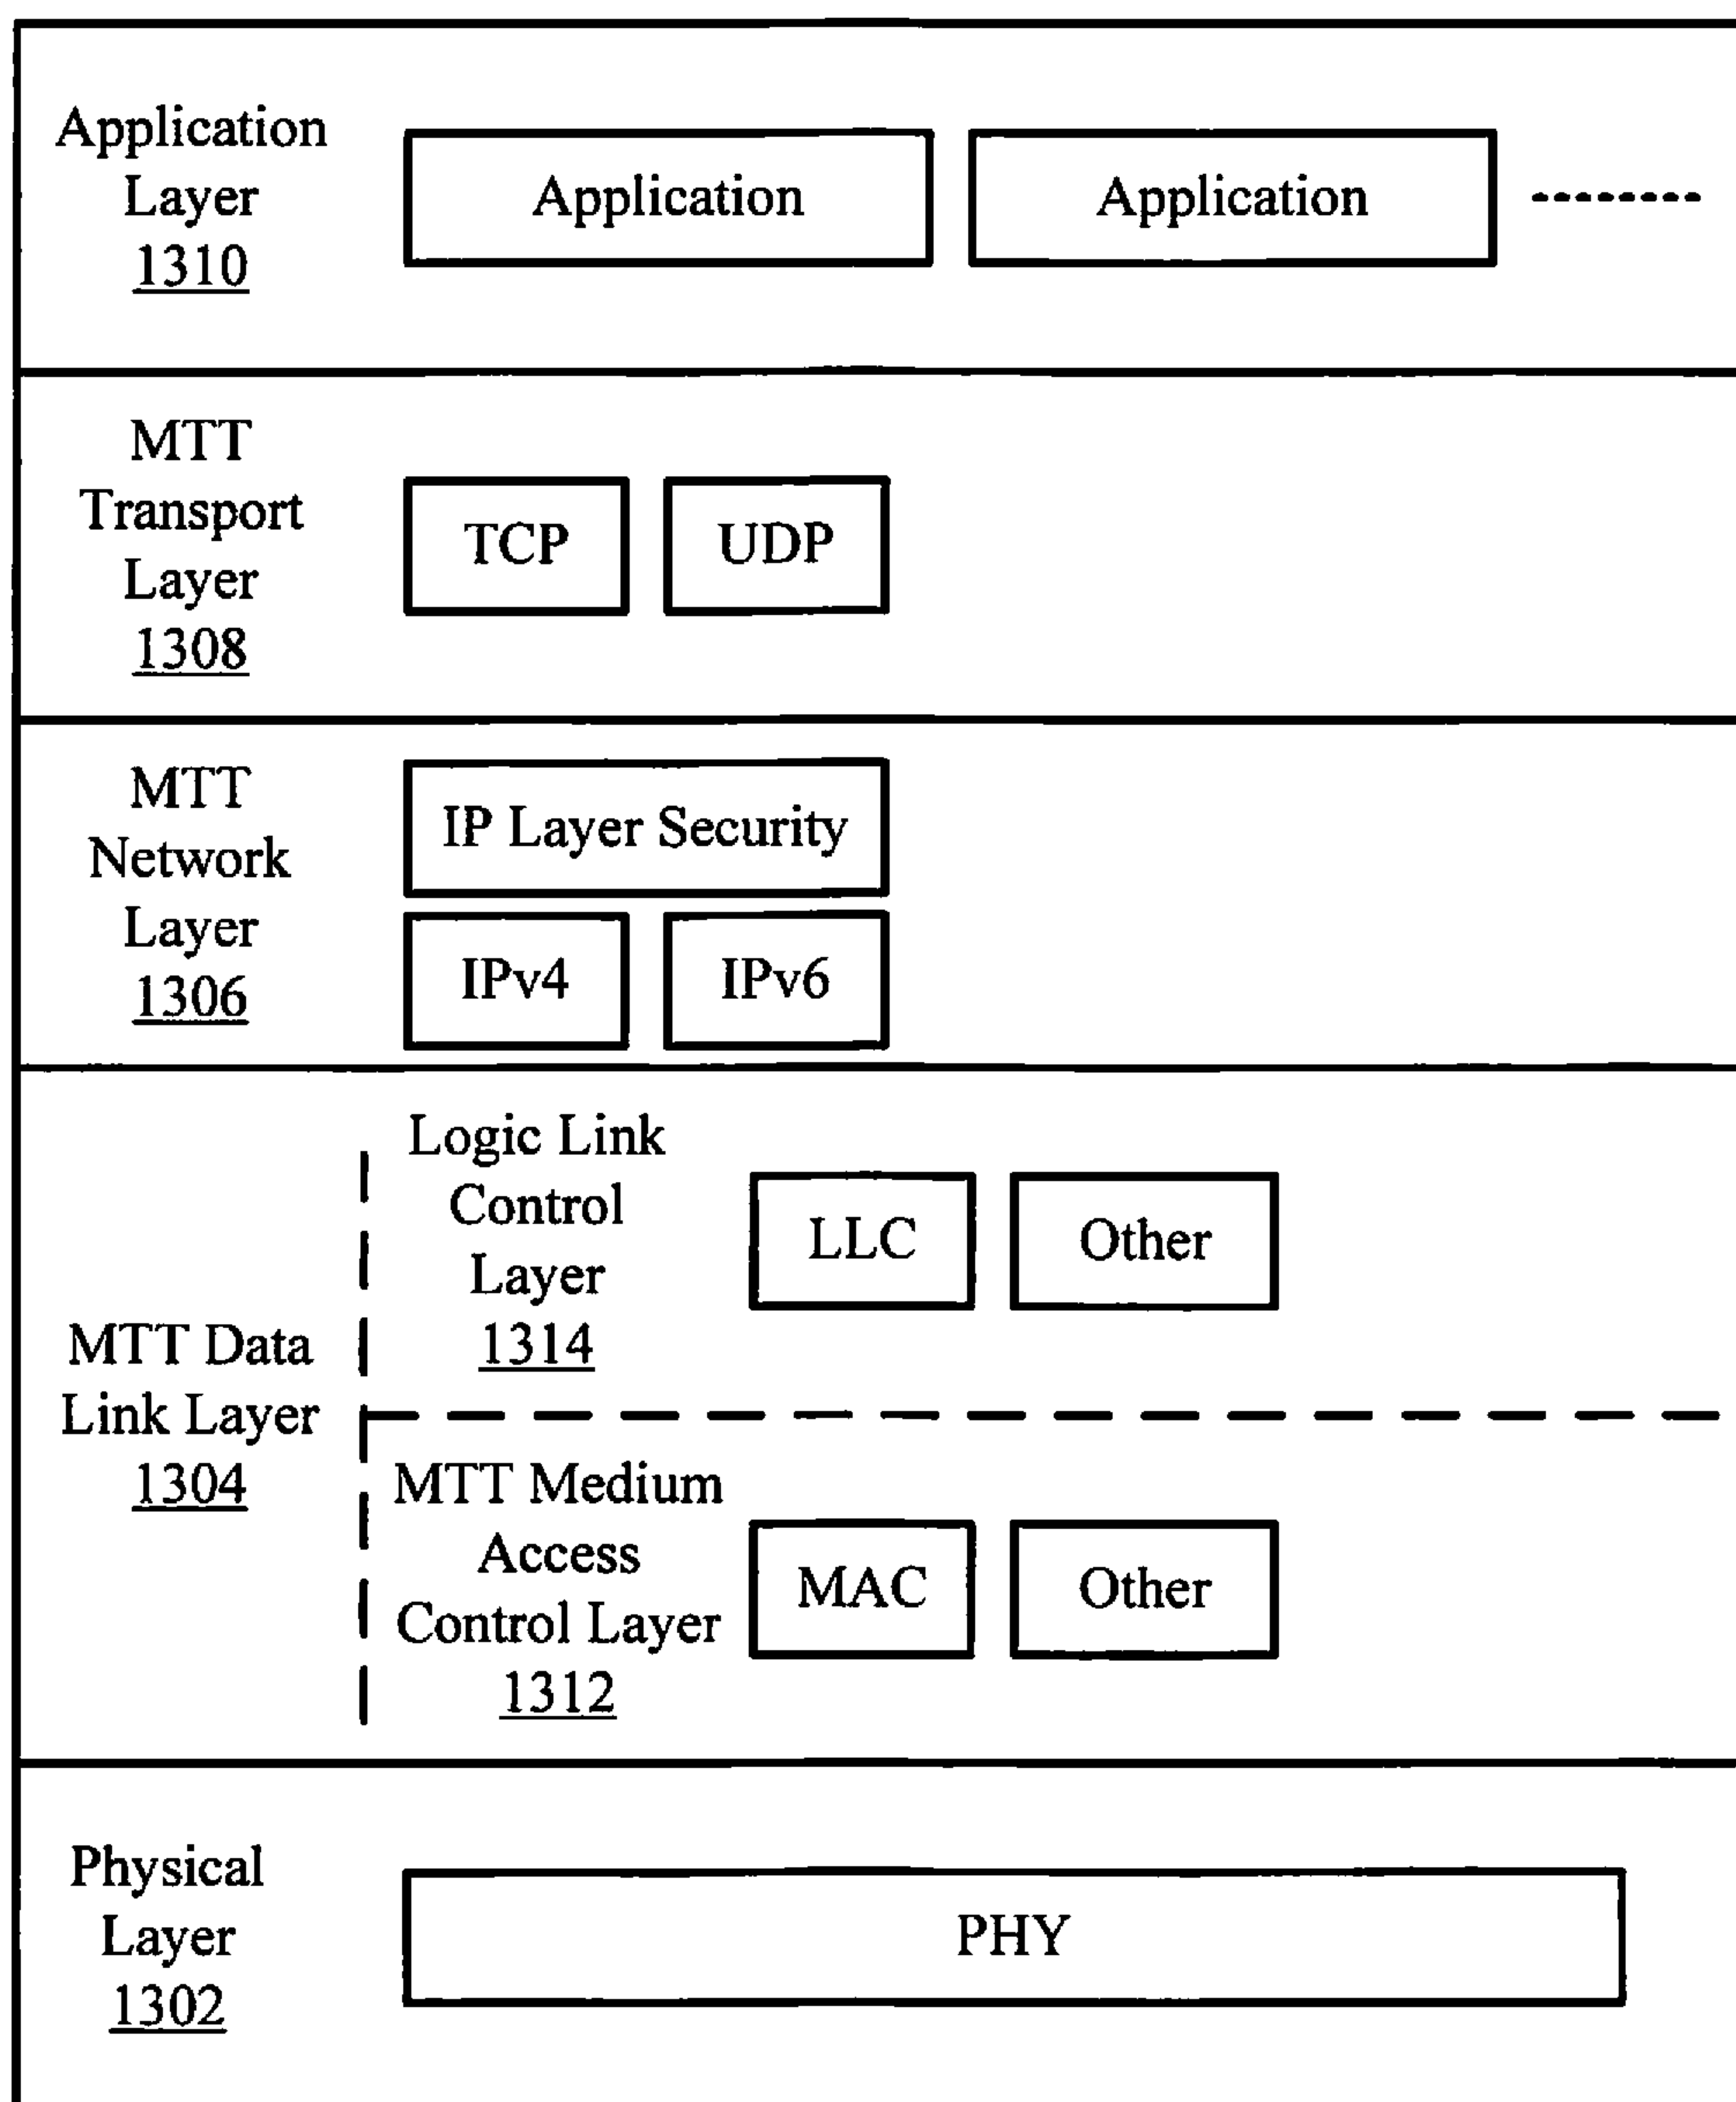 Application
Layer
1310
Application
Application
MTT
Transport
Layer
1308
TCP
UDP
MTT
Network
Layer
1306
IP Layer Security
IPv4
IPv6
MTT Data
Link Layer
1304
Logic Link
Control
Layer
1314
LLC
Other
MTT Medium
Access
Control Layer
1312
MAC
Other
Physical
Layer
1302
PHY